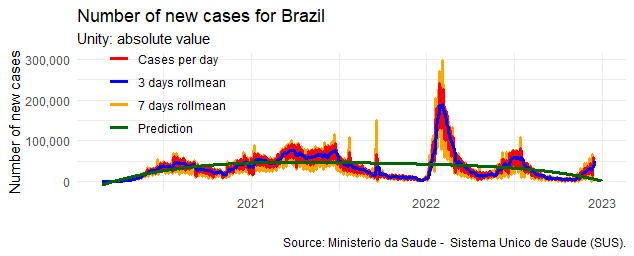 Number of new cases for Brazil
Unity: absolute value
Number of new cases
300,000
200,000
100,000
0
Cases per day
3 days rollmean
7 days rollmean
Prediction
2021
2022
2023
Source: Ministerio da Saude - Sistema Unico de Saude (SUS).